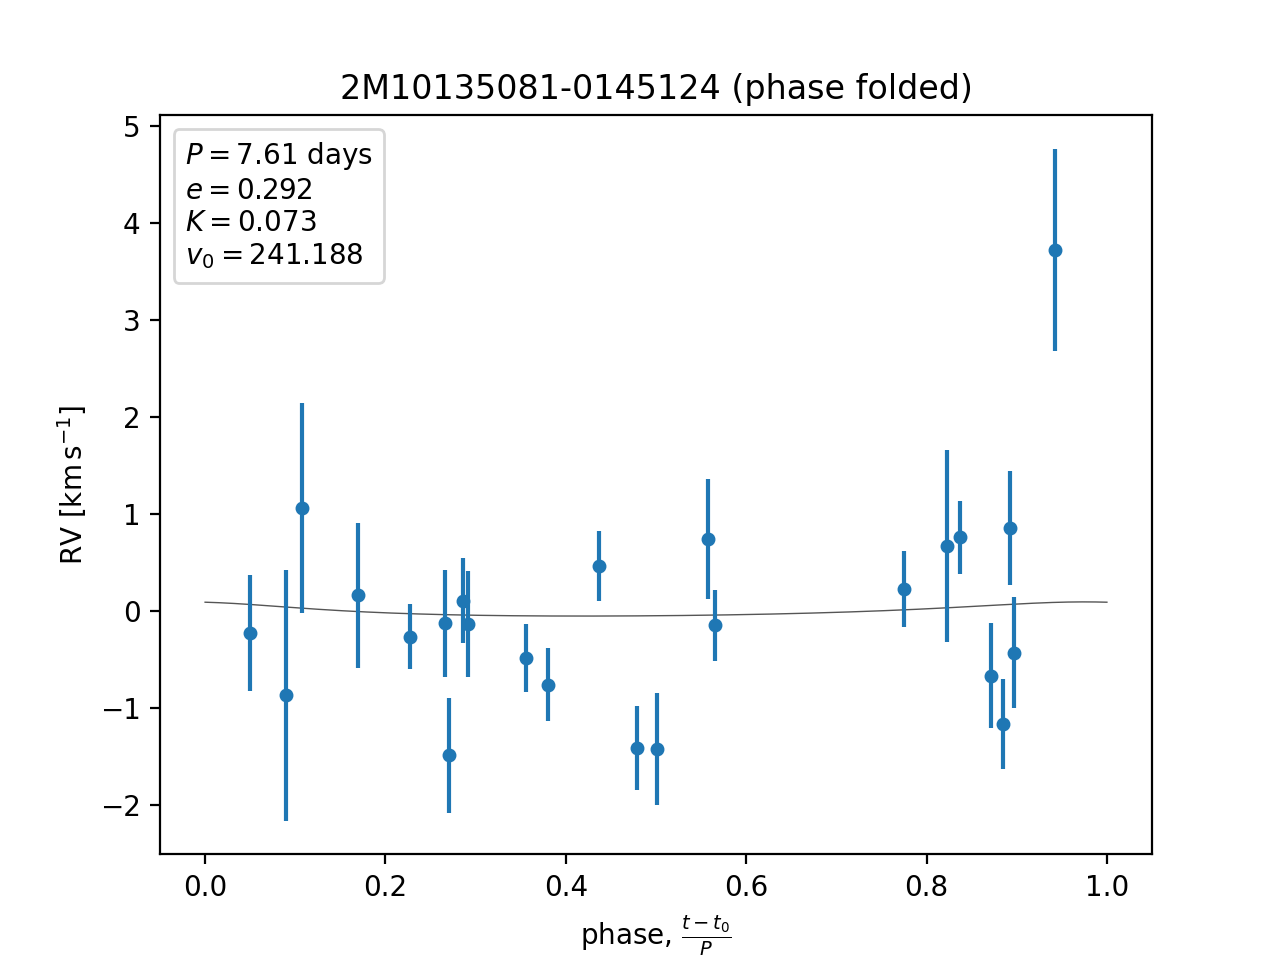 2M10135081-0145124 (phase folded)
P = 7.61 days
e = 0.292
K = 0.073
v₀ = 241.188
5
4
3
2
1
0
−1
−2
RV [km s⁻¹]
0.0 0.2 0.4 0.6 0.8 1.0
phase, (t − t₀)/P